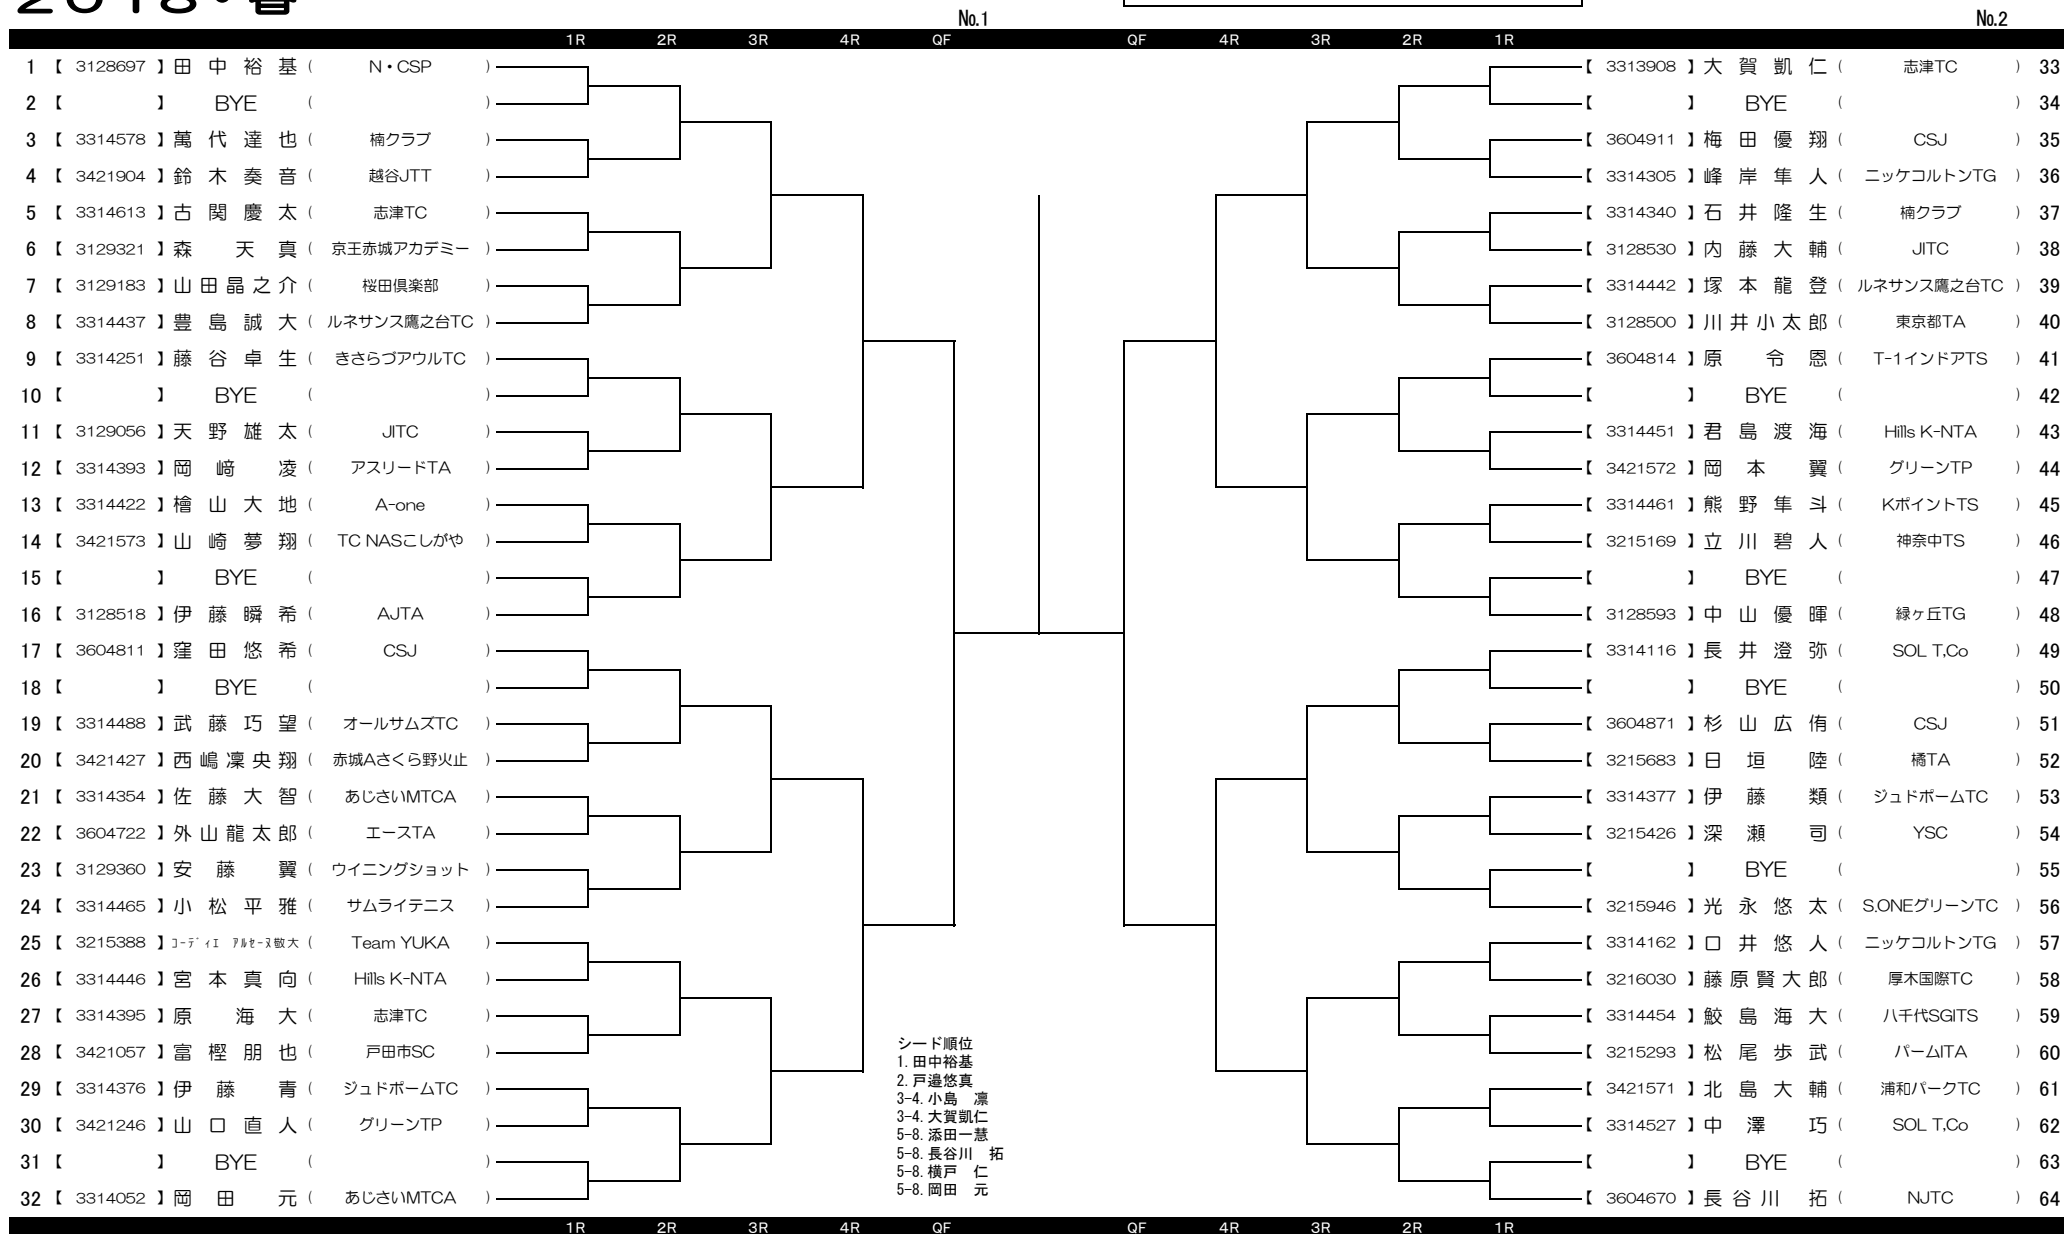 2018・春
No.1
No.2
1R 2R 3R 4R QF QF 4R 3R 2R 1R
1 【 3128697 】 田中裕基 ( N・CSP )
2 【 】 BYE ( )
3 【 3314578 】 萬代達也 ( 楠クラブ )
4 【 3421904 】 鈴木奏音 ( 越谷JTT )
5 【 3314613 】 古関慶太 ( 志津TC )
6 【 3129321 】 森 天真 ( 京王赤城アカデミー )
7 【 3129183 】 山田晶之介 ( 桜田倶楽部 )
8 【 3314437 】 豊島誠大 ( ルネサンス鷹之台TC )
9 【 3314251 】 藤谷卓生 ( きさらづアウルTC )
10 【 】 BYE ( )
11 【 3129056 】 天野雄太 ( JITC )
12 【 3314393 】 岡﨑 凌 ( アスリードTA )
13 【 3314422 】 檜山大地 ( A-one )
14 【 3421573 】 山崎夢翔 ( TC NASこしがや )
15 【 】 BYE ( )
16 【 3128518 】 伊藤瞬希 ( AJTA )
17 【 3604811 】 窪田悠希 ( CSJ )
18 【 】 BYE ( )
19 【 3314488 】 武藤巧望 ( オールサムズTC )
20 【 3421427 】 西嶋凜央翔 ( 赤城Aさくら野火止 )
21 【 3314354 】 佐藤大智 ( あじさいMTCA )
22 【 3604722 】 外山龍太郎 ( エースTA )
23 【 3129360 】 安藤 翼 ( ウイニングショット )
24 【 3314465 】 小松平雅 ( サムライテニス )
25 【 3215388 】 コーディエ アルセーヌ敬大 ( Team YUKA )
26 【 3314446 】 宮本真向 ( Hills K-NTA )
27 【 3314395 】 原 海大 ( 志津TC )
28 【 3421057 】 富樫朋也 ( 戸田市SC )
29 【 3314376 】 伊藤 青 ( ジュドポームTC )
30 【 3421246 】 山口直人 ( グリーンTP )
31 【 】 BYE ( )
32 【 3314052 】 岡田 元 ( あじさいMTCA )
シード順位
1. 田中裕基
2. 戸邉悠真
3-4. 小島 凛
3-4. 大賀凱仁
5-8. 添田一慧
5-8. 長谷川 拓
5-8. 横戸 仁
5-8. 岡田 元
【 3313908 】 大賀凱仁 ( 志津TC ) 33
【 】 BYE ( ) 34
【 3604911 】 梅田優翔 ( CSJ ) 35
【 3314305 】 峰岸隼人 ( ニッケコルトンTG ) 36
【 3314340 】 石井隆生 ( 楠クラブ ) 37
【 3128530 】 内藤大輔 ( JITC ) 38
【 3314442 】 塚本龍登 ( ルネサンス鷹之台TC ) 39
【 3128500 】 川井小太郎 ( 東京都TA ) 40
【 3604814 】 原 令恩 ( T-1インドアTS ) 41
【 】 BYE ( ) 42
【 3314451 】 君島渡海 ( Hills K-NTA ) 43
【 3421572 】 岡本 翼 ( グリーンTP ) 44
【 3314461 】 熊野隼斗 ( KポイントTS ) 45
【 3215169 】 立川碧人 ( 神奈中TS ) 46
【 】 BYE ( ) 47
【 3128593 】 中山優暉 ( 緑ヶ丘TG ) 48
【 3314116 】 長井澄弥 ( SOL T,Co ) 49
【 】 BYE ( ) 50
【 3604871 】 杉山広侑 ( CSJ ) 51
【 3215683 】 日垣 陸 ( 橘TA ) 52
【 3314377 】 伊藤 類 ( ジュドポームTC ) 53
【 3215426 】 深瀬 司 ( YSC ) 54
【 】 BYE ( ) 55
【 3215946 】 光永悠太 ( S.ONEグリーンTC ) 56
【 3314162 】 口井悠人 ( ニッケコルトンTG ) 57
【 3216030 】 藤原賢太郎 ( 厚木国際TC ) 58
【 3314454 】 鮫島海大 ( 八千代SGITS ) 59
【 3215293 】 松尾歩武 ( パームITA ) 60
【 3421571 】 北島大輔 ( 浦和パークTC ) 61
【 3314527 】 中澤 巧 ( SOL T,Co ) 62
【 】 BYE ( ) 63
【 3604670 】 長谷川 拓 ( NJTC ) 64
1R 2R 3R 4R QF QF 4R 3R 2R 1R